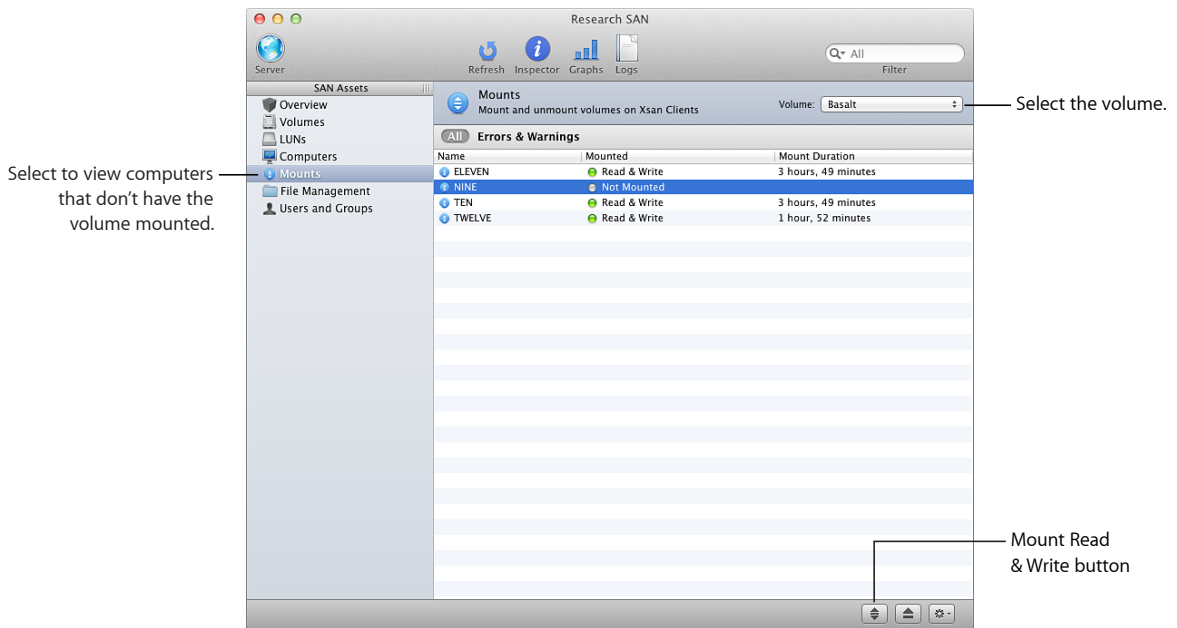 Research SAN
Server
Refresh
Inspector
Graphs
Logs
All
Filter
SAN Assets
Overview
Volumes
LUNs
Computers
Mounts
File Management
Users and Groups
Mounts
Mount and unmount volumes on Xsan Clients
Volume: Basalt
All Errors & Warnings
Name Mounted Mount Duration
ELEVEN Read & Write 3 hours, 49 minutes
NINE Not Mounted
TEN Read & Write 3 hours, 49 minutes
TWELVE Read & Write 1 hour, 52 minutes
Select the volume.
Select to view computers
that don’t have the
volume mounted.
Mount Read
& Write button